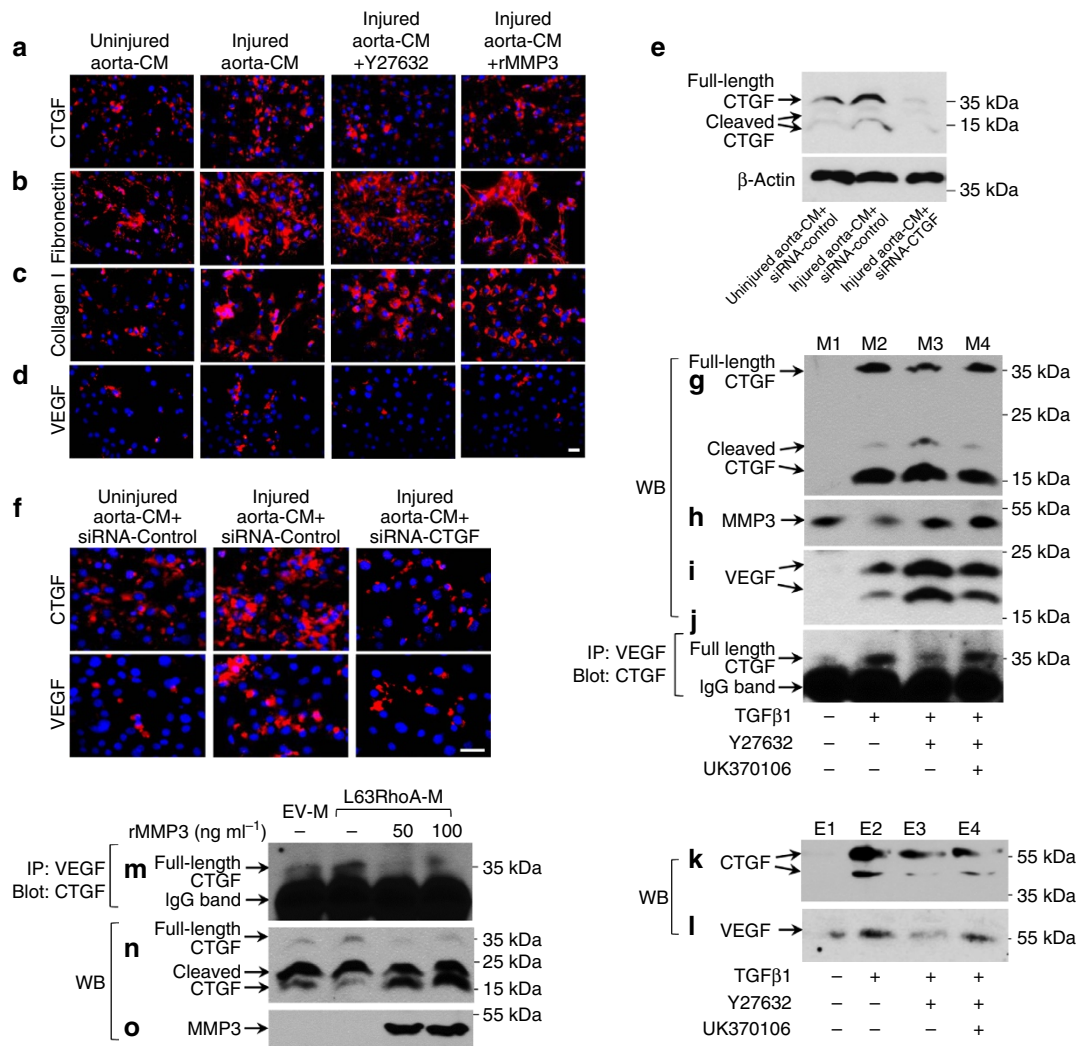 a
Uninjured
aorta-CM
Injured
aorta-CM
Injured
aorta-CM
+Y27632
Injured
aorta-CM
+rMMP3
CTGF
b
Fibronectin
c
Collagen I
d
VEGF
e
Full-length
CTGF
Cleaved
CTGF
35 kDa
15 kDa
β-Actin
35 kDa
Uninjured aorta-CM+
siRNA-control
Injured aorta-CM+
siRNA-control
Injured aorta-CM+
siRNA-CTGF
f
Uninjured
aorta-CM+
siRNA-Control
Injured
aorta-CM+
siRNA-Control
Injured
aorta-CM+
siRNA-CTGF
CTGF
VEGF
M1 M2 M3 M4
WB
g
Full-length
CTGF
Cleaved
CTGF
35 kDa
25 kDa
15 kDa
h
MMP3
55 kDa
i
VEGF
25 kDa
15 kDa
j
IP: VEGF
Blot: CTGF
Full length
CTGF
IgG band
35 kDa
TGFβ1 – + + +
Y27632 – – + +
UK370106 – – – +
EV-M L63RhoA-M
rMMP3 (ng ml–1) – – 50 100
IP: VEGF
Blot: CTGF
m
Full-length
CTGF
IgG band
35 kDa
WB
n
Full-length
CTGF
Cleaved
CTGF
35 kDa
25 kDa
15 kDa
o
MMP3
55 kDa
E1 E2 E3 E4
WB
k
CTGF
55 kDa
35 kDa
l
VEGF
55 kDa
TGFβ1 – + + +
Y27632 – – + +
UK370106 – – – +